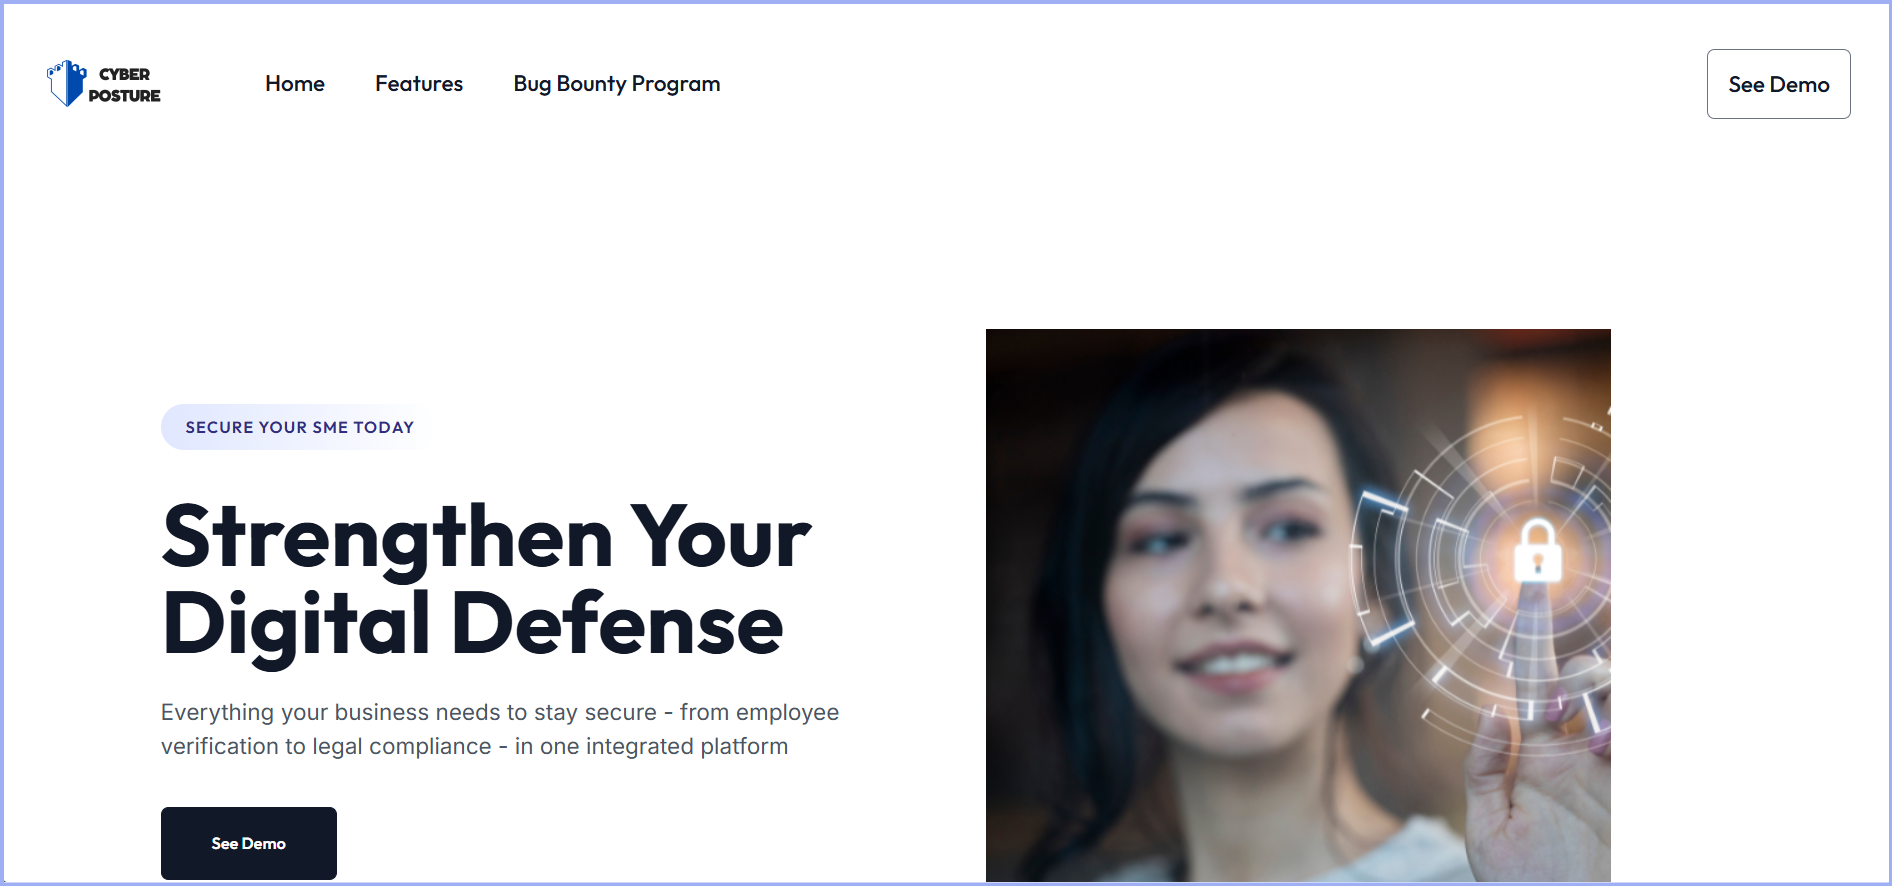 CYBER
POSTURE
Home
Features
Bug Bounty Program
See Demo
SECURE YOUR SME TODAY
Strengthen Your
Digital Defense
Everything your business needs to stay secure - from employee
verification to legal compliance - in one integrated platform
See Demo